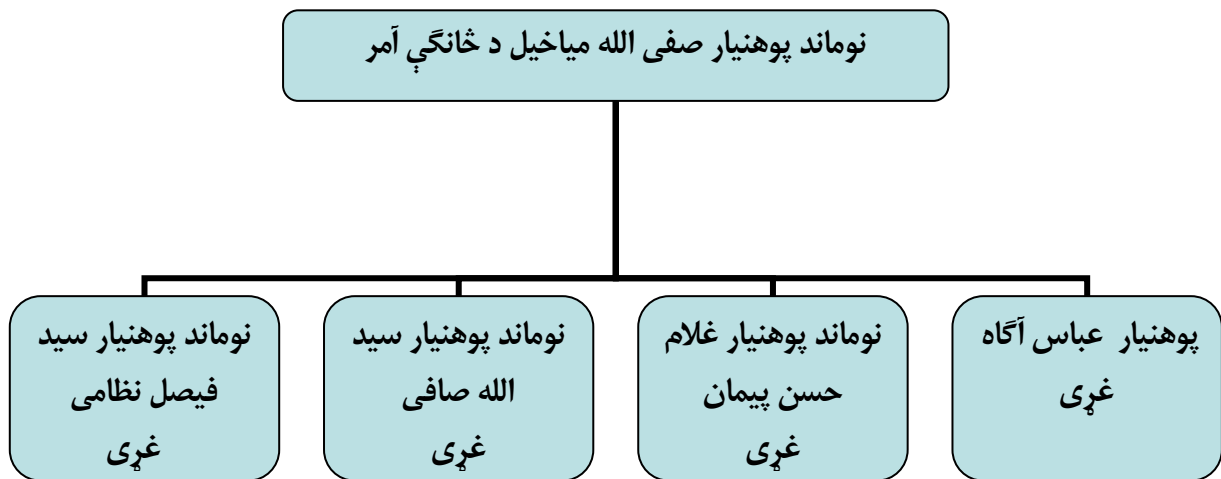 نوماند پوهنیار صفی الله میاخیل د څانګې آمر
پوهنیار عباس آگاه
غړی
نوماند پوهنیار غلام
حسن پیمان
غړی
نوماند پوهنیار سید
الله صافی
غړی
نوماند پوهنیار سید
فیصل نظامی
غړی